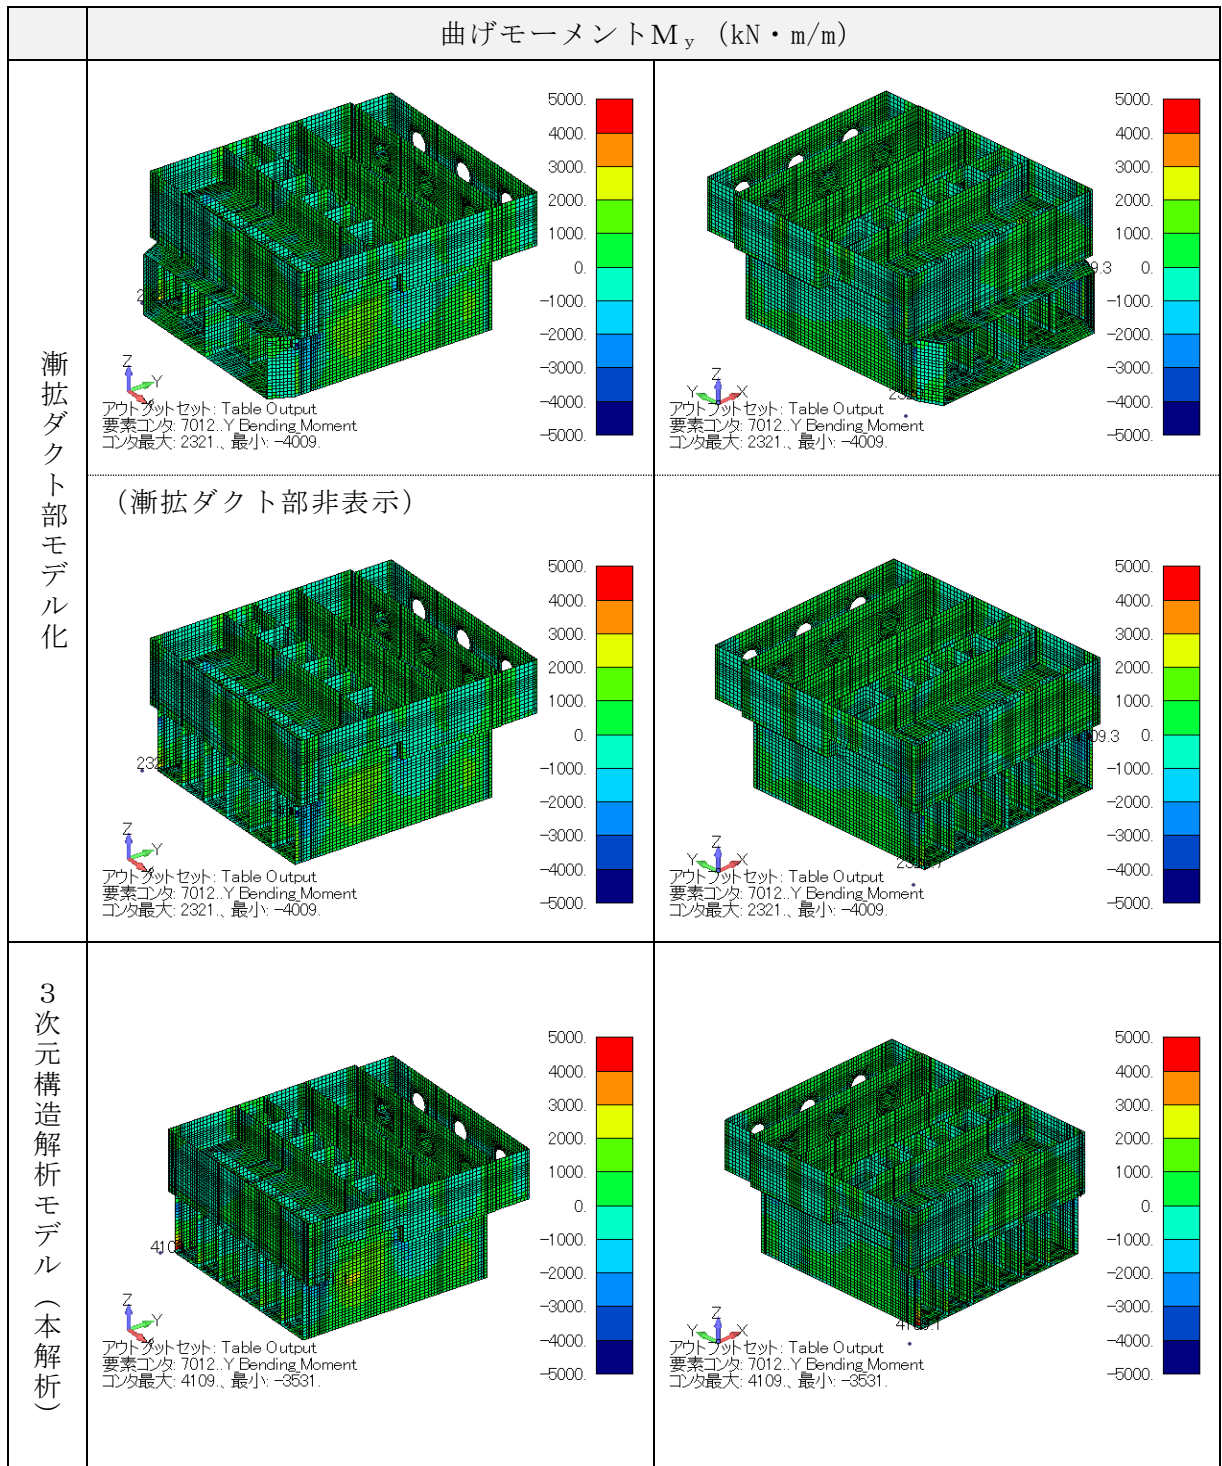 曲げモーメントＭｙ (kN・m/m)
漸拡ダクト部モデル化
5000.
4000.
3000.
2000.
1000.
0.
-1000.
-2000.
-3000.
-4000.
-5000.
Z
Y
アウトプットセット: Table Output
要素コンタ: 7012..Y Bending Moment
コンタ最大: 2321.、最小: -4009.
5000.
4000.
3000.
2000.
1000.
09.3 0.
-1000.
-2000.
-3000.
-4000.
-5000.
Z
Y X
アウトプットセット: Table Output
要素コンタ: 7012..Y Bending Moment
コンタ最大: 2321.、最小: -4009.
（漸拡ダクト部非表示）
5000.
4000.
3000.
2000.
1000.
0.
232
-1000.
-2000.
-3000.
-4000.
-5000.
Z
Y
アウトプットセット: Table Output
要素コンタ: 7012..Y Bending Moment
コンタ最大: 2321.、最小: -4009.
5000.
4000.
3000.
2000.
1000.
09.3 0.
-1000.
-2000.
-3000.
-4000.
-5000.
Z
Y X
アウトプットセット: Table Output
要素コンタ: 7012..Y Bending Moment
コンタ最大: 2321.、最小: -4009.
３次元構造解析モデル（本解析）
5000.
4000.
3000.
2000.
1000.
0.
410
-1000.
-2000.
-3000.
-4000.
-5000.
Z
Y
アウトプットセット: Table Output
要素コンタ: 7012..Y Bending Moment
コンタ最大: 4109.、最小: -3531.
5000.
4000.
3000.
2000.
1000.
0.
-1000.
-2000.
-3000.
-4000.
-5000.
Z
Y X
アウトプットセット: Table Output
要素コンタ: 7012..Y Bending Moment
コンタ最大: 4109.、最小: -3531.